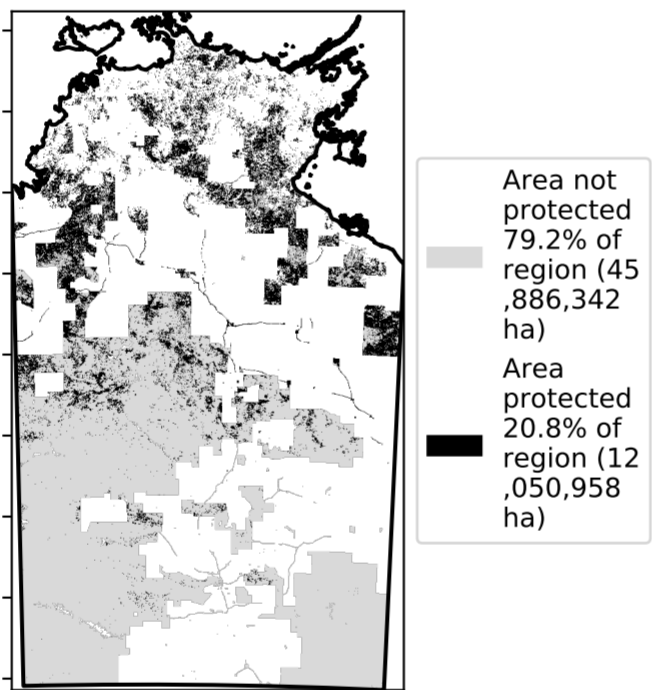 Area not
protected
79.2% of
region (45
,886,342
ha)
Area
protected
20.8% of
region (12
,050,958
ha)